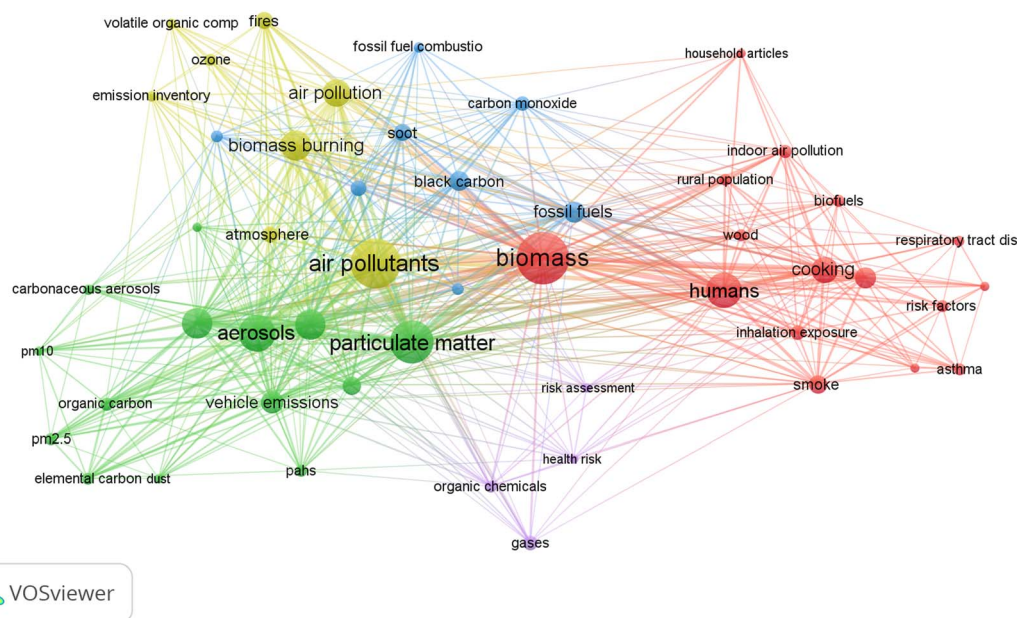 volatile organic comp
fires
fossil fuel combustio
household articles
ozone
emission inventory
air pollution
carbon monoxide
soot
biomass burning
indoor air pollution
black carbon
rural population
biofuels
fossil fuels
atmosphere
wood
respiratory tract dis
biomass
air pollutants
cooking
carbonaceous aerosols
humans
risk factors
aerosols
particulate matter
inhalation exposure
pm10
asthma
smoke
risk assessment
organic carbon
vehicle emissions
pm2.5
health risk
pahs
elemental carbon
dust
organic chemicals
gases
VOSviewer